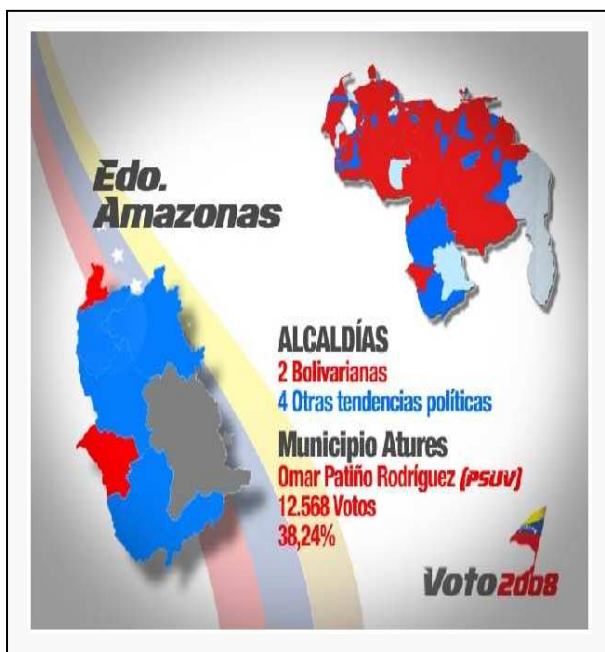 Edo.
Amazonas
ALCALDÍAS
2 Bolivarianas
4 Otras tendencias políticas
Municipio Atures
Omar Patiño Rodríguez (PSUV)
12.568 Votos
38,24%
Voto2008